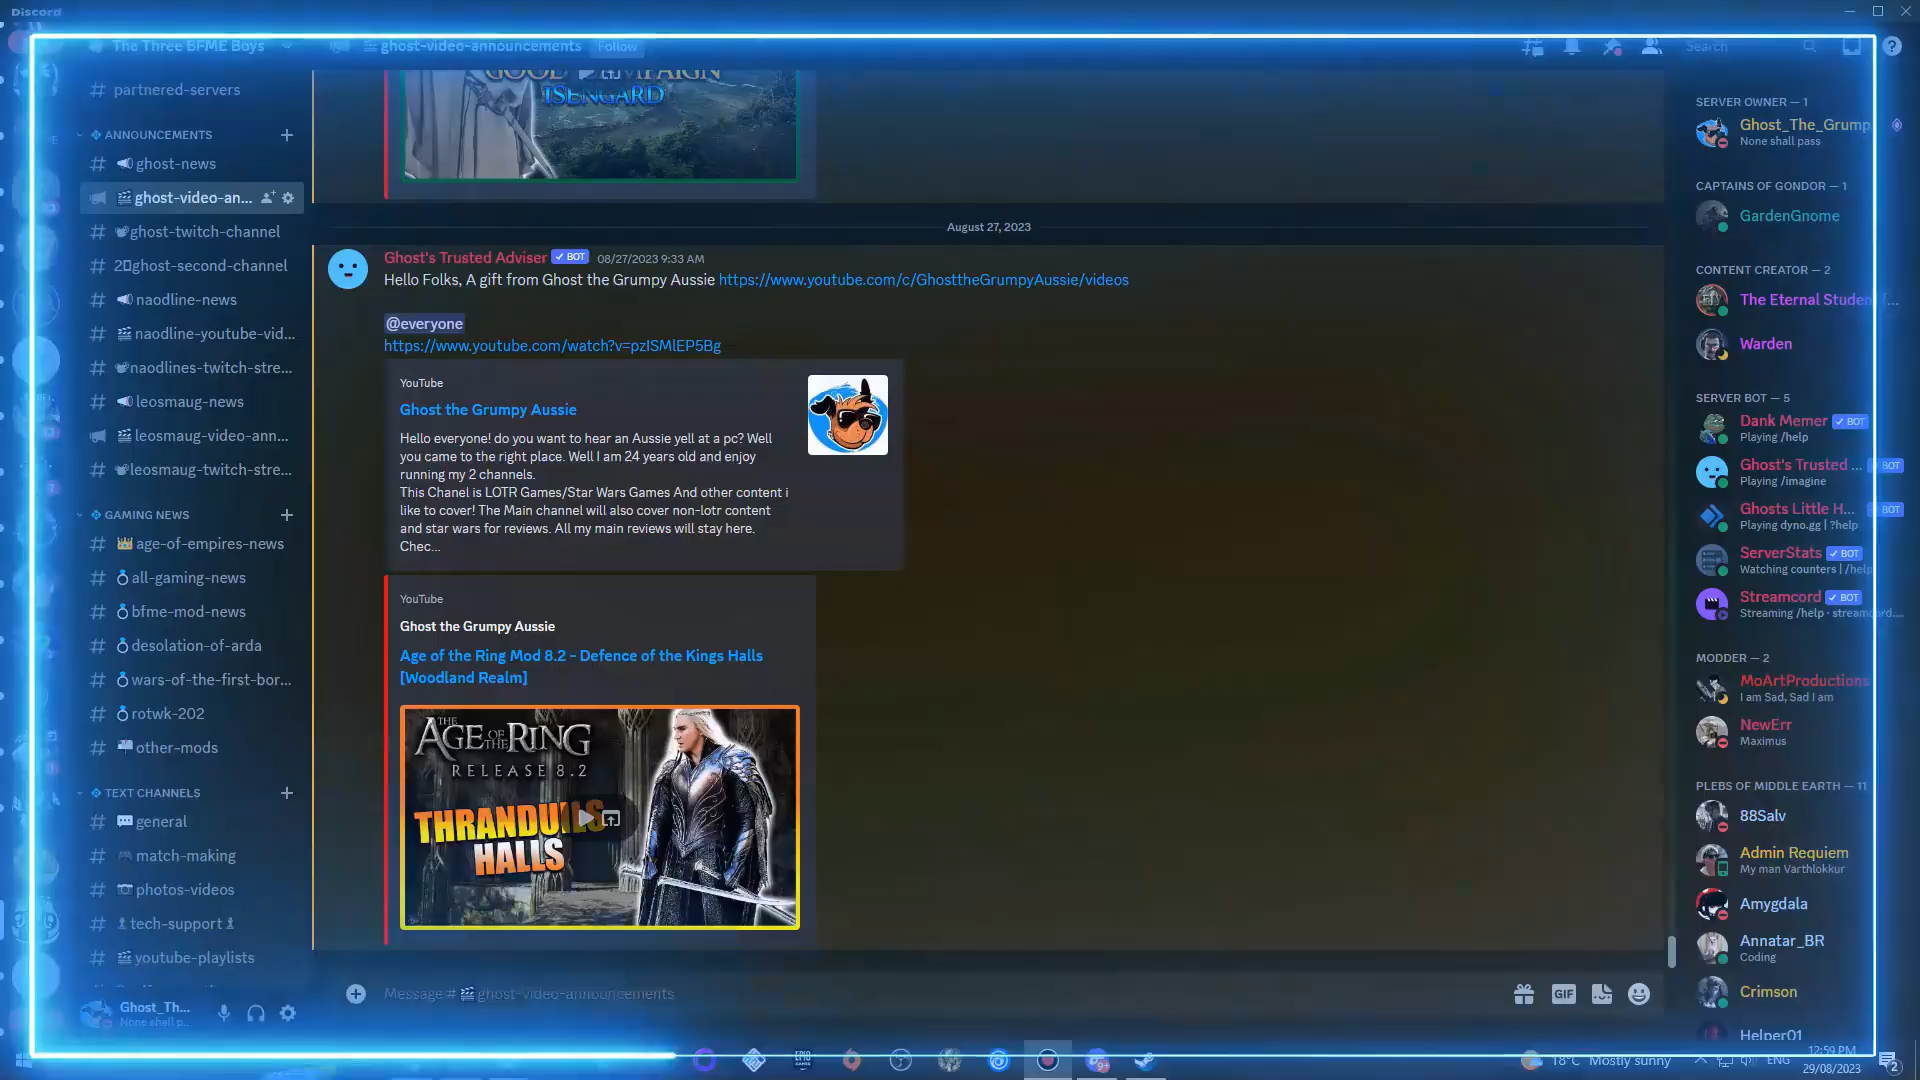 Discord
The Three BFME Boys
ghost-video-announcements
Follow
Search
partnered-servers
ANNOUNCEMENTS
ghost-news
ghost-video-an...
ghost-twitch-channel
ghost-second-channel
naodline-news
naodline-youtube-vid...
naodlines-twitch-stre...
leosmaug-news
leosmaug-video-ann...
leosmaug-twitch-stre...
GAMING NEWS
age-of-empires-news
all-gaming-news
bfme-mod-news
desolation-of-arda
wars-of-the-first-bor...
rotwk-202
other-mods
TEXT CHANNELS
general
match-making
photos-videos
tech-support
youtube-playlists
Ghost_Th...
None shall p...
GOOD CAMPAIGN
ISENGARD
August 27, 2023
Ghost's Trusted Adviser BOT 08/27/2023 9:33 AM
Hello Folks, A gift from Ghost the Grumpy Aussie https://www.youtube.com/c/GhosttheGrumpyAussie/videos
@everyone
https://www.youtube.com/watch?v=pzISMlEP5Bg
YouTube
Ghost the Grumpy Aussie
Hello everyone! do you want to hear an Aussie yell at a pc? Well
you came to the right place. Well I am 24 years old and enjoy
running my 2 channels.
This Chanel is LOTR Games/Star Wars Games And other content i
like to cover! The Main channel will also cover non-lotr content
and star wars for reviews. All my main reviews will stay here.
Chec...
YouTube
Ghost the Grumpy Aussie
Age of the Ring Mod 8.2 - Defence of the Kings Halls
[Woodland Realm]
THE
AGE OF THE RING
RELEASE 8.2
THRANDUILS
HALLS
Message #ghost-video-announcements
GIF
SERVER OWNER — 1
Ghost_The_Grump
None shall pass
CAPTAINS OF GONDOR — 1
GardenGnome
CONTENT CREATOR — 2
The Eternal Studen
Warden
SERVER BOT — 5
Dank Memer BOT
Playing /help
Ghost's Trusted ... BOT
Playing /imagine
Ghosts Little H... BOT
Playing dyno.gg | ?help
ServerStats BOT
Watching counters | /help
Streamcord BOT
Streaming /help · streamcord....
MODDER — 2
MoArtProductions
I am Sad, Sad I am
NewErr
Maximus
PLEBS OF MIDDLE EARTH — 11
88Salv
Admin Requiem
My man Varthlokkur
Amygdala
Annatar_BR
Coding
Crimson
Helper01
EPIC
GAMES
9+
18°C Mostly sunny
ENG
12:59 PM
29/08/2023
2